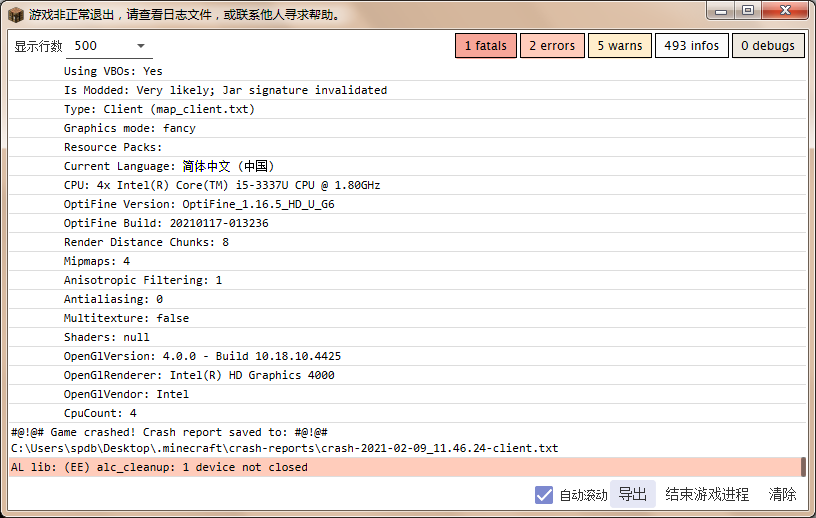 游戏非正常退出，请查看日志文件，或联系他人寻求帮助。
显示行数 500 1 fatals 2 errors 5 warns 493 infos 0 debugs
Using VBOs: Yes
Is Modded: Very likely; Jar signature invalidated
Type: Client (map_client.txt)
Graphics mode: fancy
Resource Packs:
Current Language: 简体中文 (中国)
CPU: 4x Intel(R) Core(TM) i5-3337U CPU @ 1.80GHz
OptiFine Version: OptiFine_1.16.5_HD_U_G6
OptiFine Build: 20210117-013236
Render Distance Chunks: 8
Mipmaps: 4
Anisotropic Filtering: 1
Antialiasing: 0
Multitexture: false
Shaders: null
OpenGlVersion: 4.0.0 - Build 10.18.10.4425
OpenGlRenderer: Intel(R) HD Graphics 4000
OpenGlVendor: Intel
CpuCount: 4
#@!@# Game crashed! Crash report saved to: #@!@#
C:\Users\spdb\Desktop\.minecraft\crash-reports\crash-2021-02-09_11.46.24-client.txt
AL lib: (EE) alc_cleanup: 1 device not closed
自动滚动 导出 结束游戏进程 清除